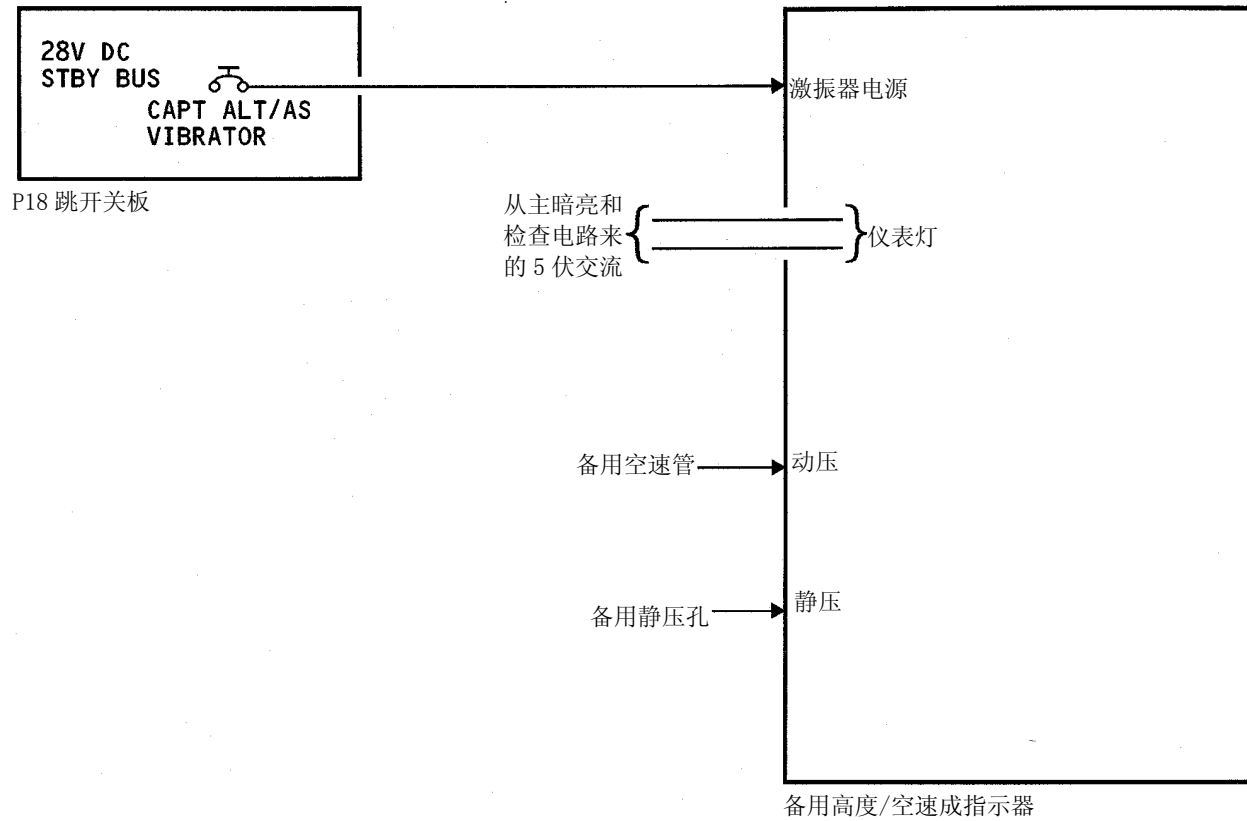 28V DC
STBY BUS
CAPT ALT/AS
VIBRATOR
P18 跳开关板
激振器电源
从主暗亮和
检查电路来
的 5 伏交流
仪表灯
备用空速管
动压
备用静压孔
静压
备用高度/空速成指示器